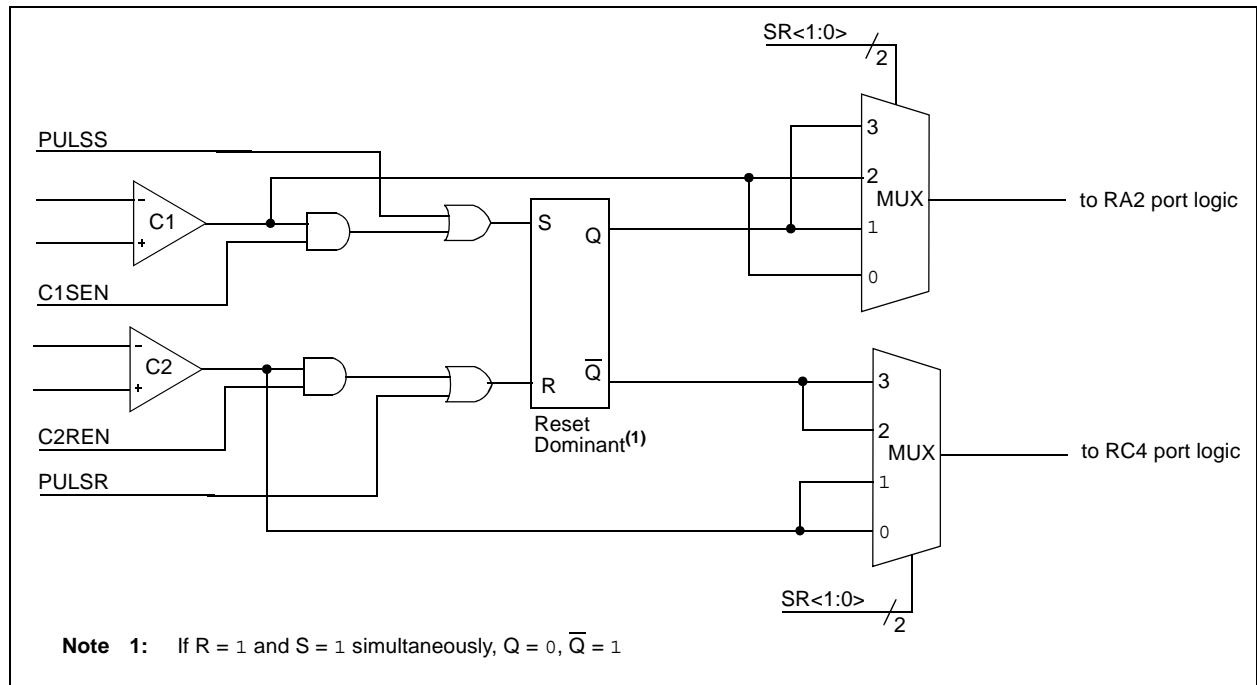 SR<1:0>
2
PULSS
3
2
MUX
1
0
to RA2 port logic
-
C1
+
S
Q
C1SEN
-
C2
+
R
Q̅
Reset
Dominant(1)
3
2
MUX
1
0
to RC4 port logic
C2REN
PULSR
SR<1:0>
2
Note 1: If R = 1 and S = 1 simultaneously, Q = 0, Q̅ = 1